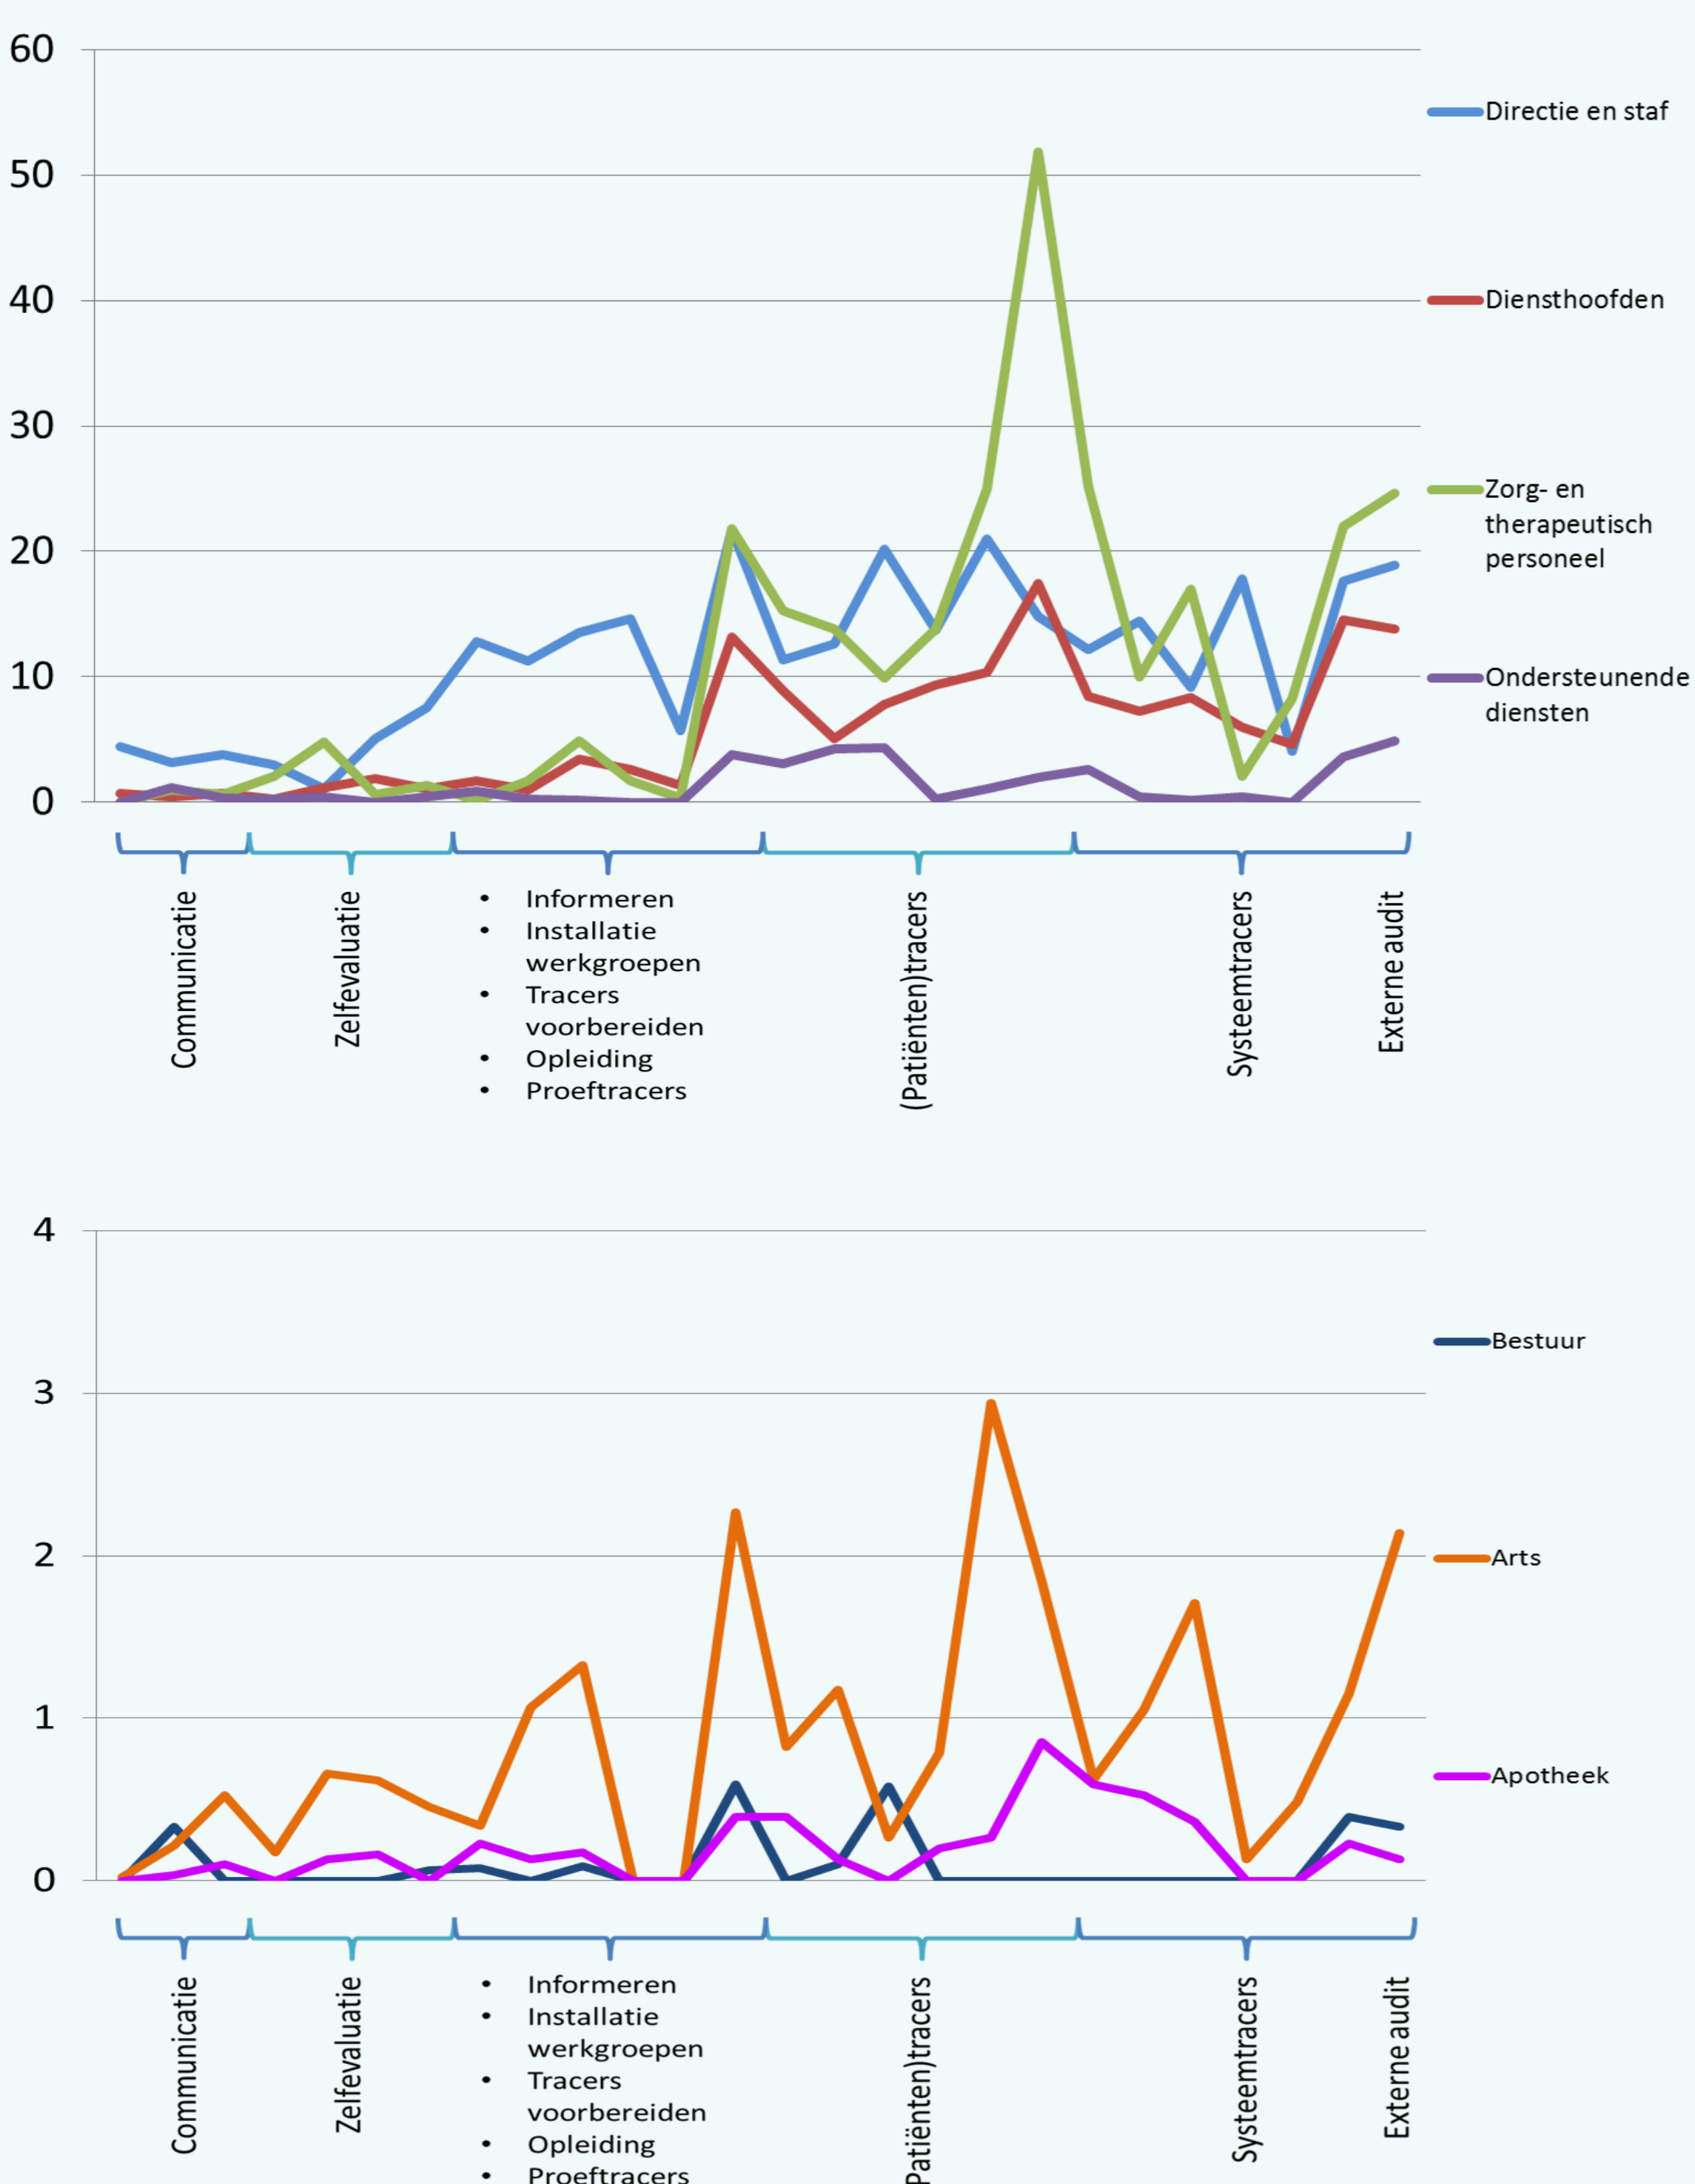 60
50
40
30
20
10
0
Directie en staf
Diensthoofden
Zorg- en
therapeutisch
personeel
Ondersteunende
diensten
Communicatie
Zelfevaluatie
• Informeren
• Installatie
werkgroepen
• Tracers
voorbereiden
• Opleiding
• Proeftracers
(Patiënten)tracers
Systeemtracers
Externe audit
4
3
2
1
0
Bestuur
Arts
Apotheek
Communicatie
Zelfevaluatie
• Informeren
• Installatie
werkgroepen
• Tracers
voorbereiden
• Opleiding
• Proeftracers
Patiënten)tracers
Systeemtracers
Externe audit